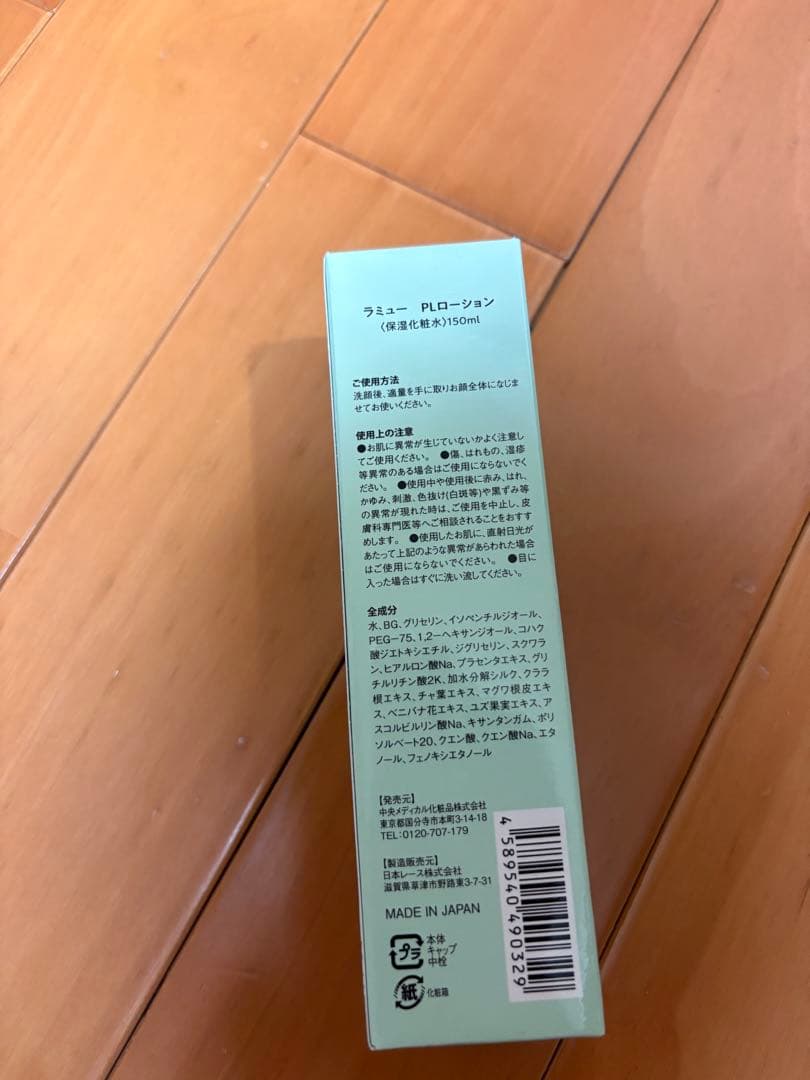 ラミュー PLローション
〈保湿化粧水〉150ml
ご使用方法
洗顔後、適量を手に取りお顔全体になじま
せてお使いください。
使用上の注意
●お肌に異常が生じていないかよく注意し
てご使用ください。 ●傷、はれもの、湿疹
等異常のある場合はご使用にならないでく
ださい。 ●使用中や使用後に赤み、はれ、
かゆみ、刺激、色抜け(白斑等)や黒ずみ等
の異常が現れた時は、ご使用を中止し、皮
膚科専門医等へご相談されることをおすす
めします。 ●使用したお肌に、直射日光が
あたって上記のような異常があらわれた場合
はご使用にならないでください。 ●目に
入った場合はすぐに洗い流してください。
全成分
水、BG、グリセリン、イソペンチルジオール、
PEG-75、1,2-ヘキサンジオール、コハク
酸ジエトキシエチル、ジグリセリン、スクワラ
ン、ヒアルロン酸Na、プラセンタエキス、グリ
チルリチン酸2K、加水分解シルク、クララ
根エキス、チャ葉エキス、マグワ根皮エキ
ス、ベニバナ花エキス、ユズ果実エキス、ア
スコルビルリン酸Na、キサンタンガム、ポリ
ソルベート20、クエン酸、クエン酸Na、エタ
ノール、フェノキシエタノール
【発売元】
中央メディカル化粧品株式会社
東京都国分寺市本町3-14-18
TEL:0120-707-179
【製造販売元】
日本レース株式会社
滋賀県草津市野路東3-7-31
MADE IN JAPAN
プラ
本体
キャップ
中栓
紙
化粧箱
4589540490329